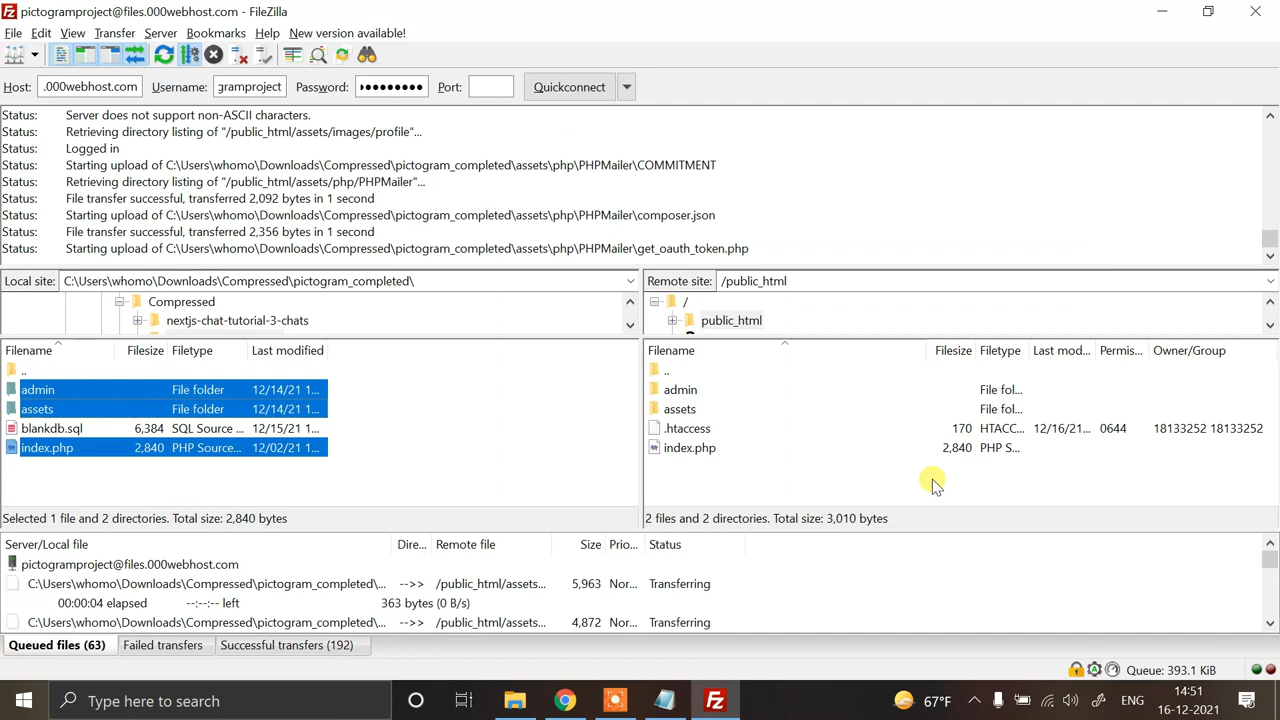 pictogramproject@files.000webhost.com - FileZilla
File Edit View Transfer Server Bookmarks Help New version available!
Host: .000webhost.com Username: gramproject Password: ●●●●●●●●● Port: Quickconnect
Status: Server does not support non-ASCII characters.
Status: Retrieving directory listing of "/public_html/assets/images/profile"...
Status: Logged in
Status: Starting upload of C:\Users\whomo\Downloads\Compressed\pictogram_completed\assets\php\PHPMailer\COMMITMENT
Status: Retrieving directory listing of "/public_html/assets/php/PHPMailer"...
Status: File transfer successful, transferred 2,092 bytes in 1 second
Status: Starting upload of C:\Users\whomo\Downloads\Compressed\pictogram_completed\assets\php\PHPMailer\composer.json
Status: File transfer successful, transferred 2,356 bytes in 1 second
Status: Starting upload of C:\Users\whomo\Downloads\Compressed\pictogram_completed\assets\php\PHPMailer\get_oauth_token.php
Local site: C:\Users\whomo\Downloads\Compressed\pictogram_completed\
Compressed
nextjs-chat-tutorial-3-chats
Filename Filesize Filetype Last modified
..
admin File folder 12/14/21 1...
assets File folder 12/14/21 1...
blankdb.sql 6,384 SQL Source ... 12/15/21 1...
index.php 2,840 PHP Source... 12/02/21 1...
Selected 1 file and 2 directories. Total size: 2,840 bytes
Remote site: /public_html
/
public_html
Filename Filesize Filetype Last mod... Permis... Owner/Group
..
admin File fol...
assets File fol...
.htaccess 170 HTACC... 12/16/21... 0644 18133252 18133252
index.php 2,840 PHP S...
2 files and 2 directories. Total size: 3,010 bytes
Server/Local file Dire... Remote file Size Prio... Status
pictogramproject@files.000webhost.com
C:\Users\whomo\Downloads\Compressed\pictogram_completed\... -->> /public_html/assets... 5,963 Nor... Transferring
00:00:04 elapsed --:--:-- left 363 bytes (0 B/s)
C:\Users\whomo\Downloads\Compressed\pictogram_completed\... -->> /public_html/assets... 4,872 Nor... Transferring
Queued files (63) Failed transfers Successful transfers (192)
Queue: 393.1 KiB
Type here to search
67°F
ENG
14:51
16-12-2021